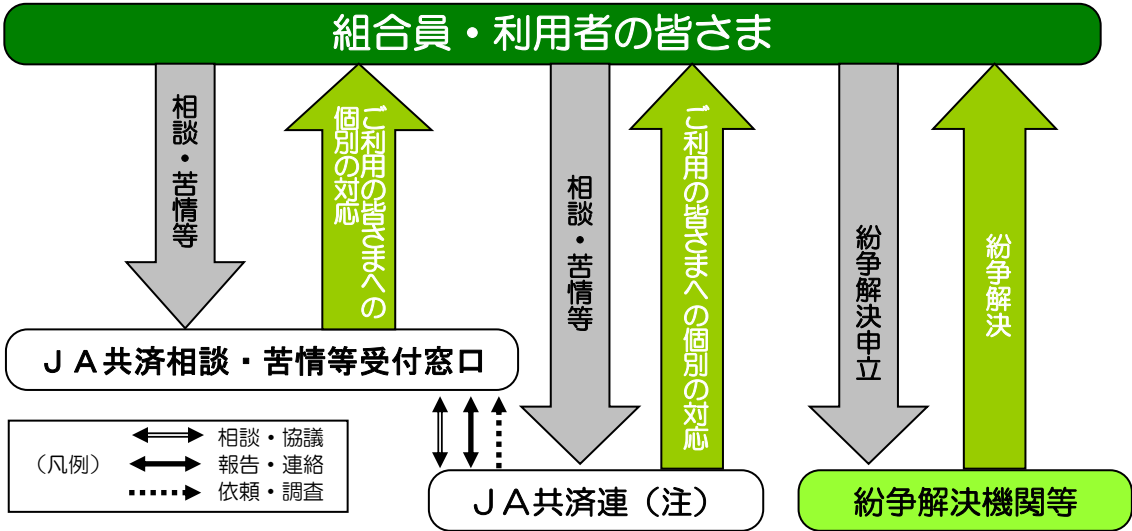 組合員・利用者の皆さま
相談・苦情等
ご利用の皆さまへの
個別の対応
相談・苦情等
ご利用の皆さまへの個別の対応
紛争解決申立
紛争解決
ＪＡ共済相談・苦情等受付窓口
（凡例）
相談・協議
報告・連絡
依頼・調査
ＪＡ共済連（注）
紛争解決機関等